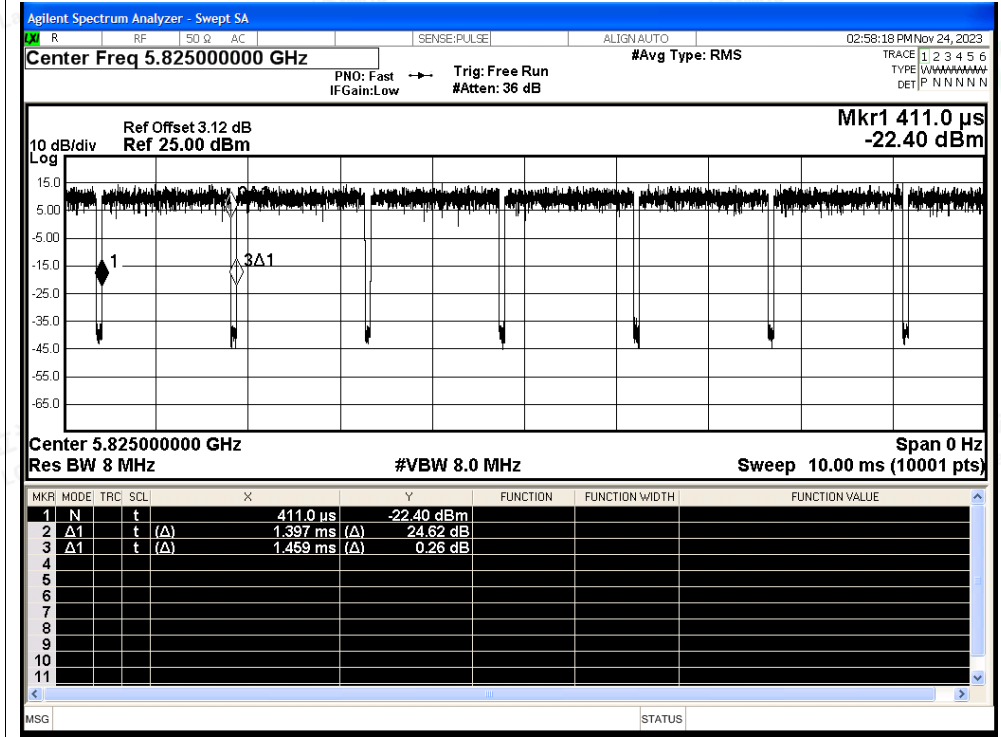 Agilent Spectrum Analyzer - Swept SA
LXI R RF 50 Ω AC SENSE:PULSE ALIGN AUTO 02:58:18 PM Nov 24, 2023
Center Freq 5.825000000 GHz #Avg Type: RMS TRACE 1 2 3 4 5 6
PNO: Fast Trig: Free Run TYPE
IFGain:Low #Atten: 36 dB DET P N N N N N
Mkr1 411.0 µs
Ref Offset 3.12 dB
10 dB/div Ref 25.00 dBm -22.40 dBm
Log
15.0
5.00
-5.00
1 3Δ1
-15.0
-25.0
-35.0
-45.0
-55.0
-65.0
Center 5.825000000 GHz Span 0 Hz
Res BW 8 MHz #VBW 8.0 MHz Sweep 10.00 ms (10001 pts)
MKR MODE TRC SCL X Y FUNCTION FUNCTION WIDTH FUNCTION VALUE
1 N t 411.0 µs -22.40 dBm
2 Δ1 t (Δ) 1.397 ms (Δ) 24.62 dB
3 Δ1 t (Δ) 1.459 ms (Δ) 0.26 dB
4
5
6
7
8
9
10
11
MSG STATUS